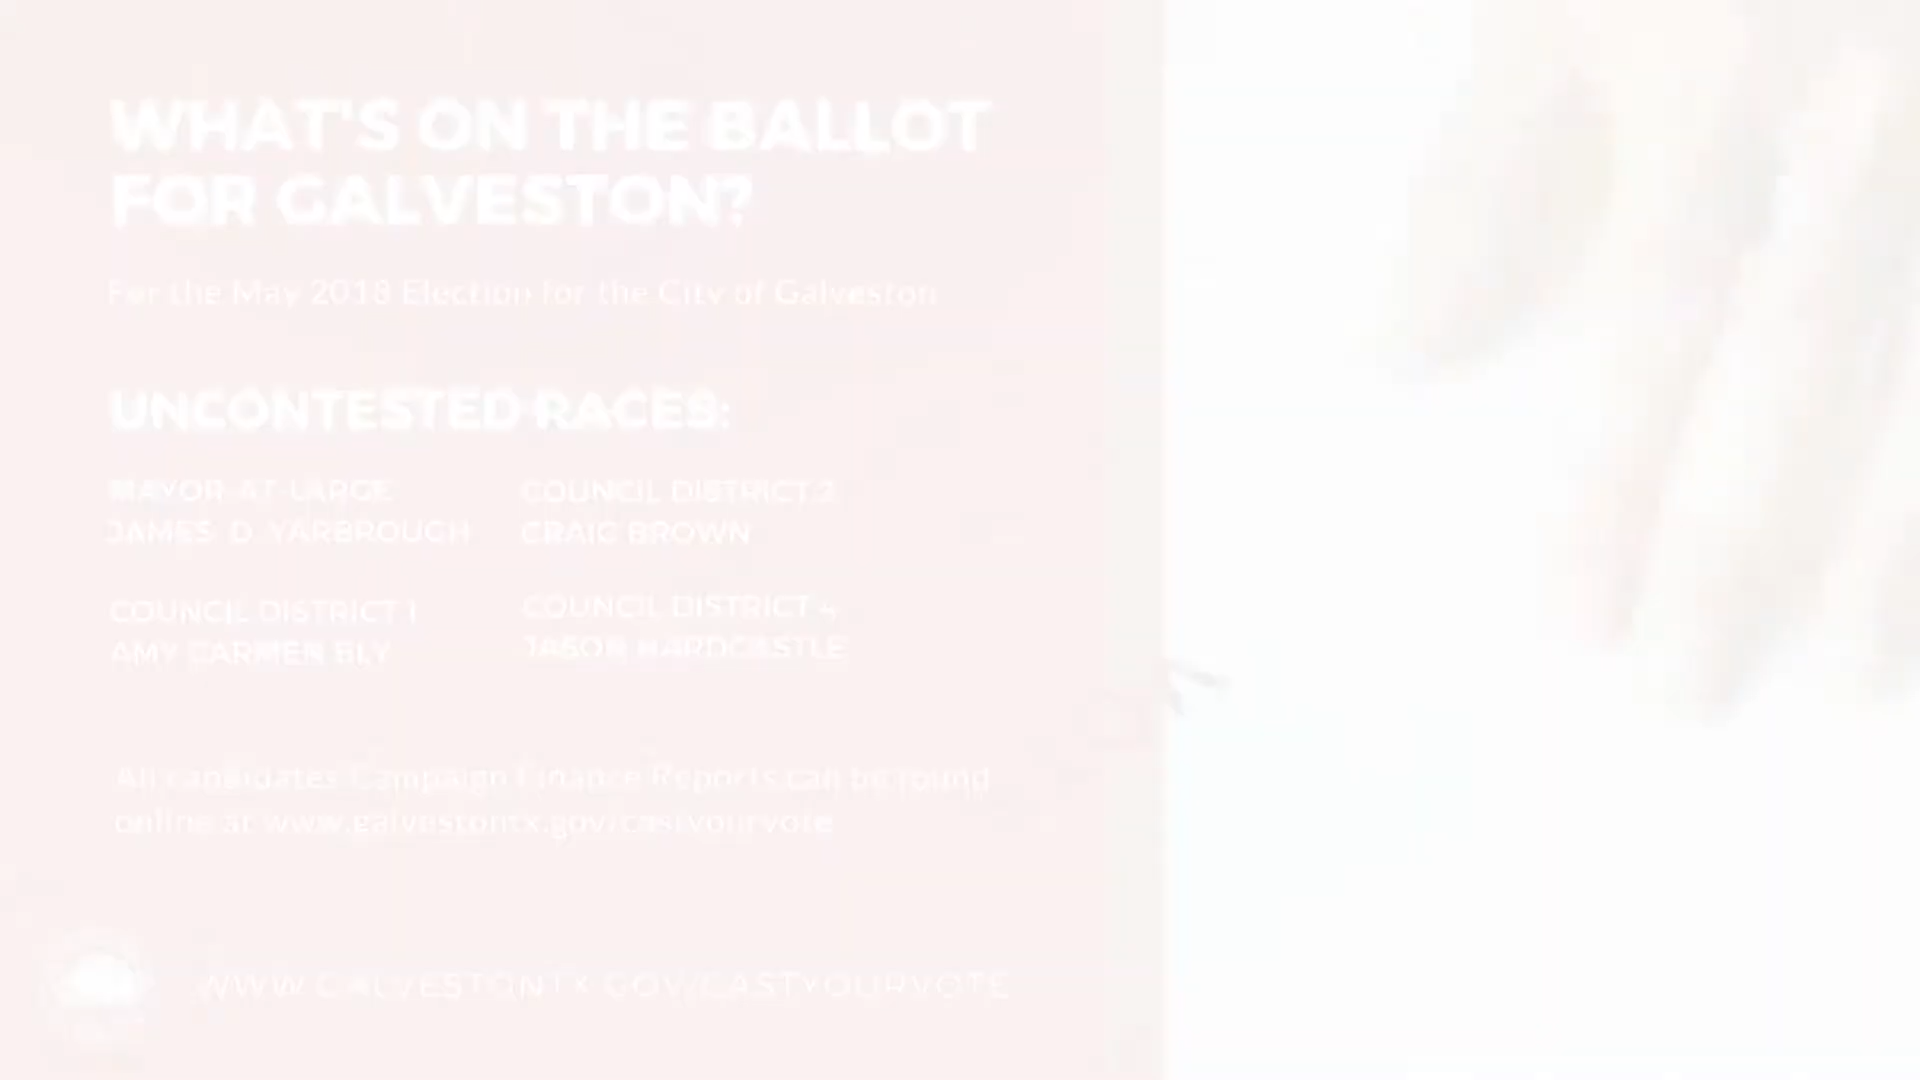 WHAT'S ON THE BALLOT
FOR GALVESTON?
For the May 2018 Election for the City of Galveston
UNCONTESTED RACES:
MAYOR AT LARGE
JAMES D. YARBROUGH
COUNCIL DISTRICT 1
AMY CARMEN BLY
COUNCIL DISTRICT 2
CRAIG BROWN
COUNCIL DISTRICT 4
JASON HARDCASTLE
All candidates Campaign Finance Reports can be found
online at www.galvestontx.gov/castyourvote
WWW.GALVESTONTX.GOV/CASTYOURVOTE